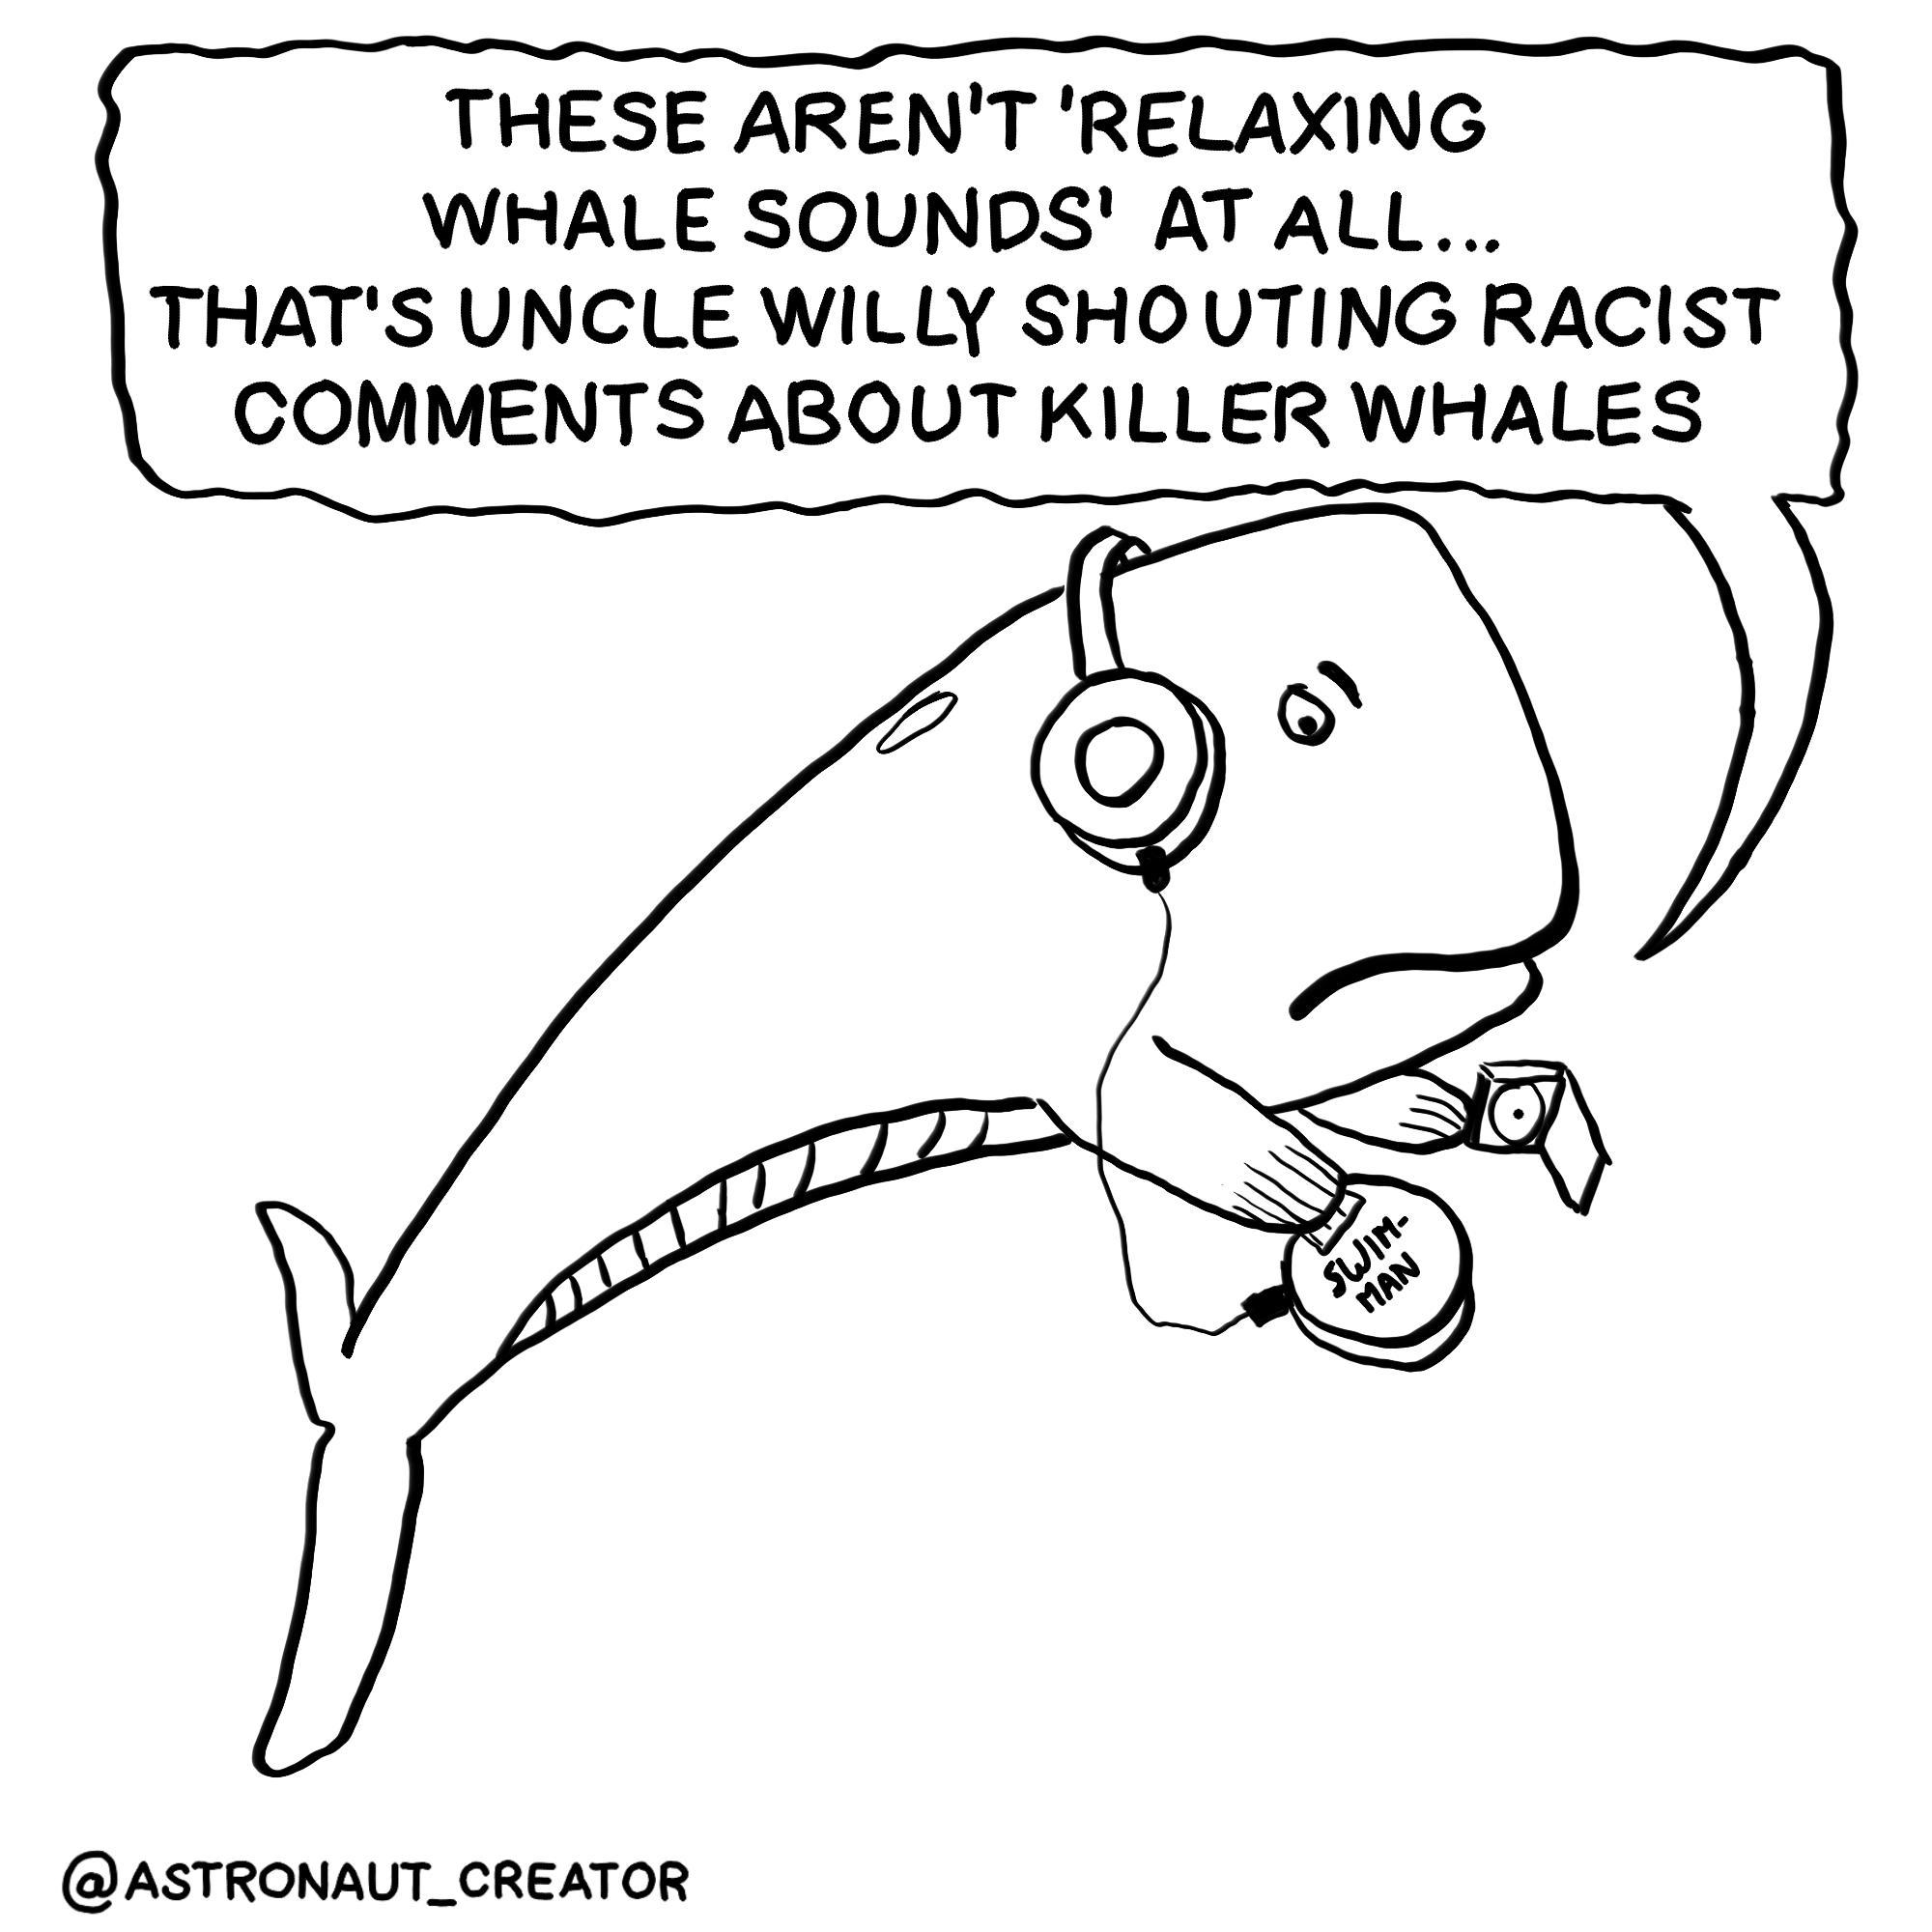 THESE AREN'T 'RELAXING
WHALE SOUNDS' AT ALL...
THAT'S UNCLE WILLY SHOUTING RACIST
COMMENTS ABOUT KILLER WHALES
SWIM-
MAN
@ASTRONAUT_CREATOR